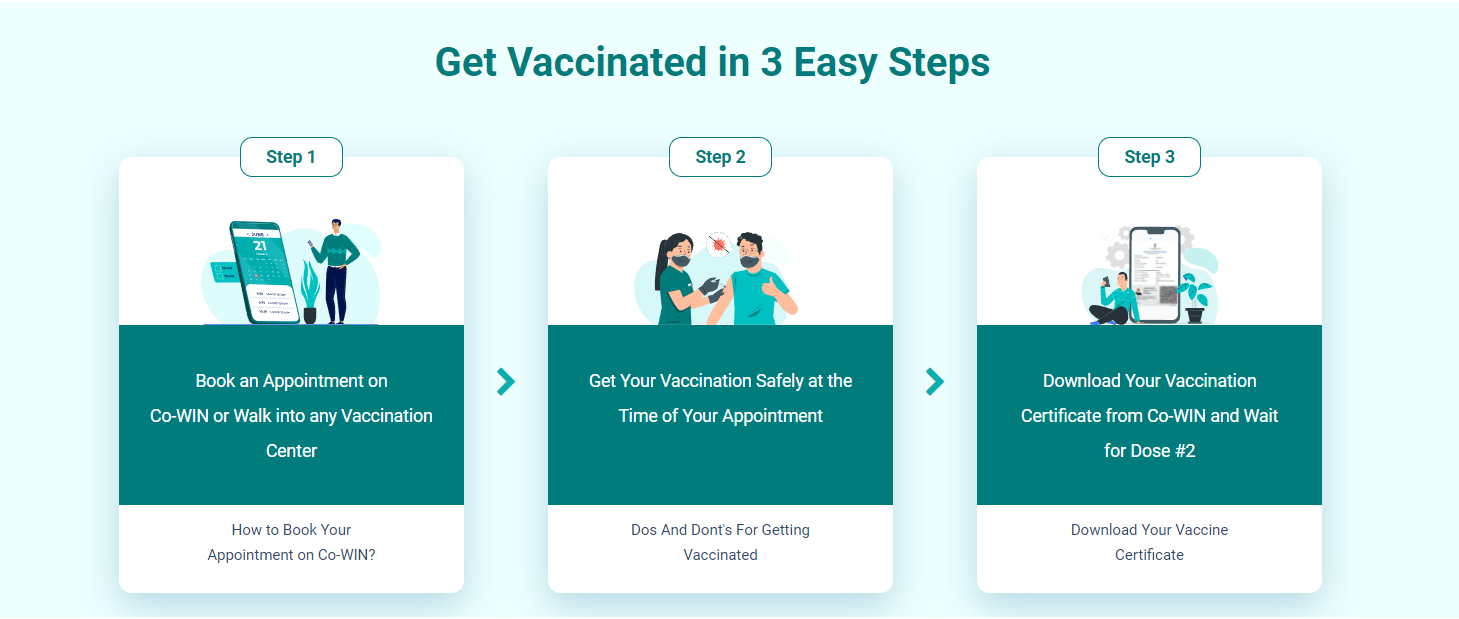 Get Vaccinated in 3 Easy Steps
Step 1
JUNE
21
Book an Appointment on
Co-WIN or Walk into any Vaccination
Center
How to Book Your
Appointment on Co-WIN?
Step 2
Get Your Vaccination Safely at the
Time of Your Appointment
Dos And Dont's For Getting
Vaccinated
Step 3
Download Your Vaccination
Certificate from Co-WIN and Wait
for Dose #2
Download Your Vaccine
Certificate